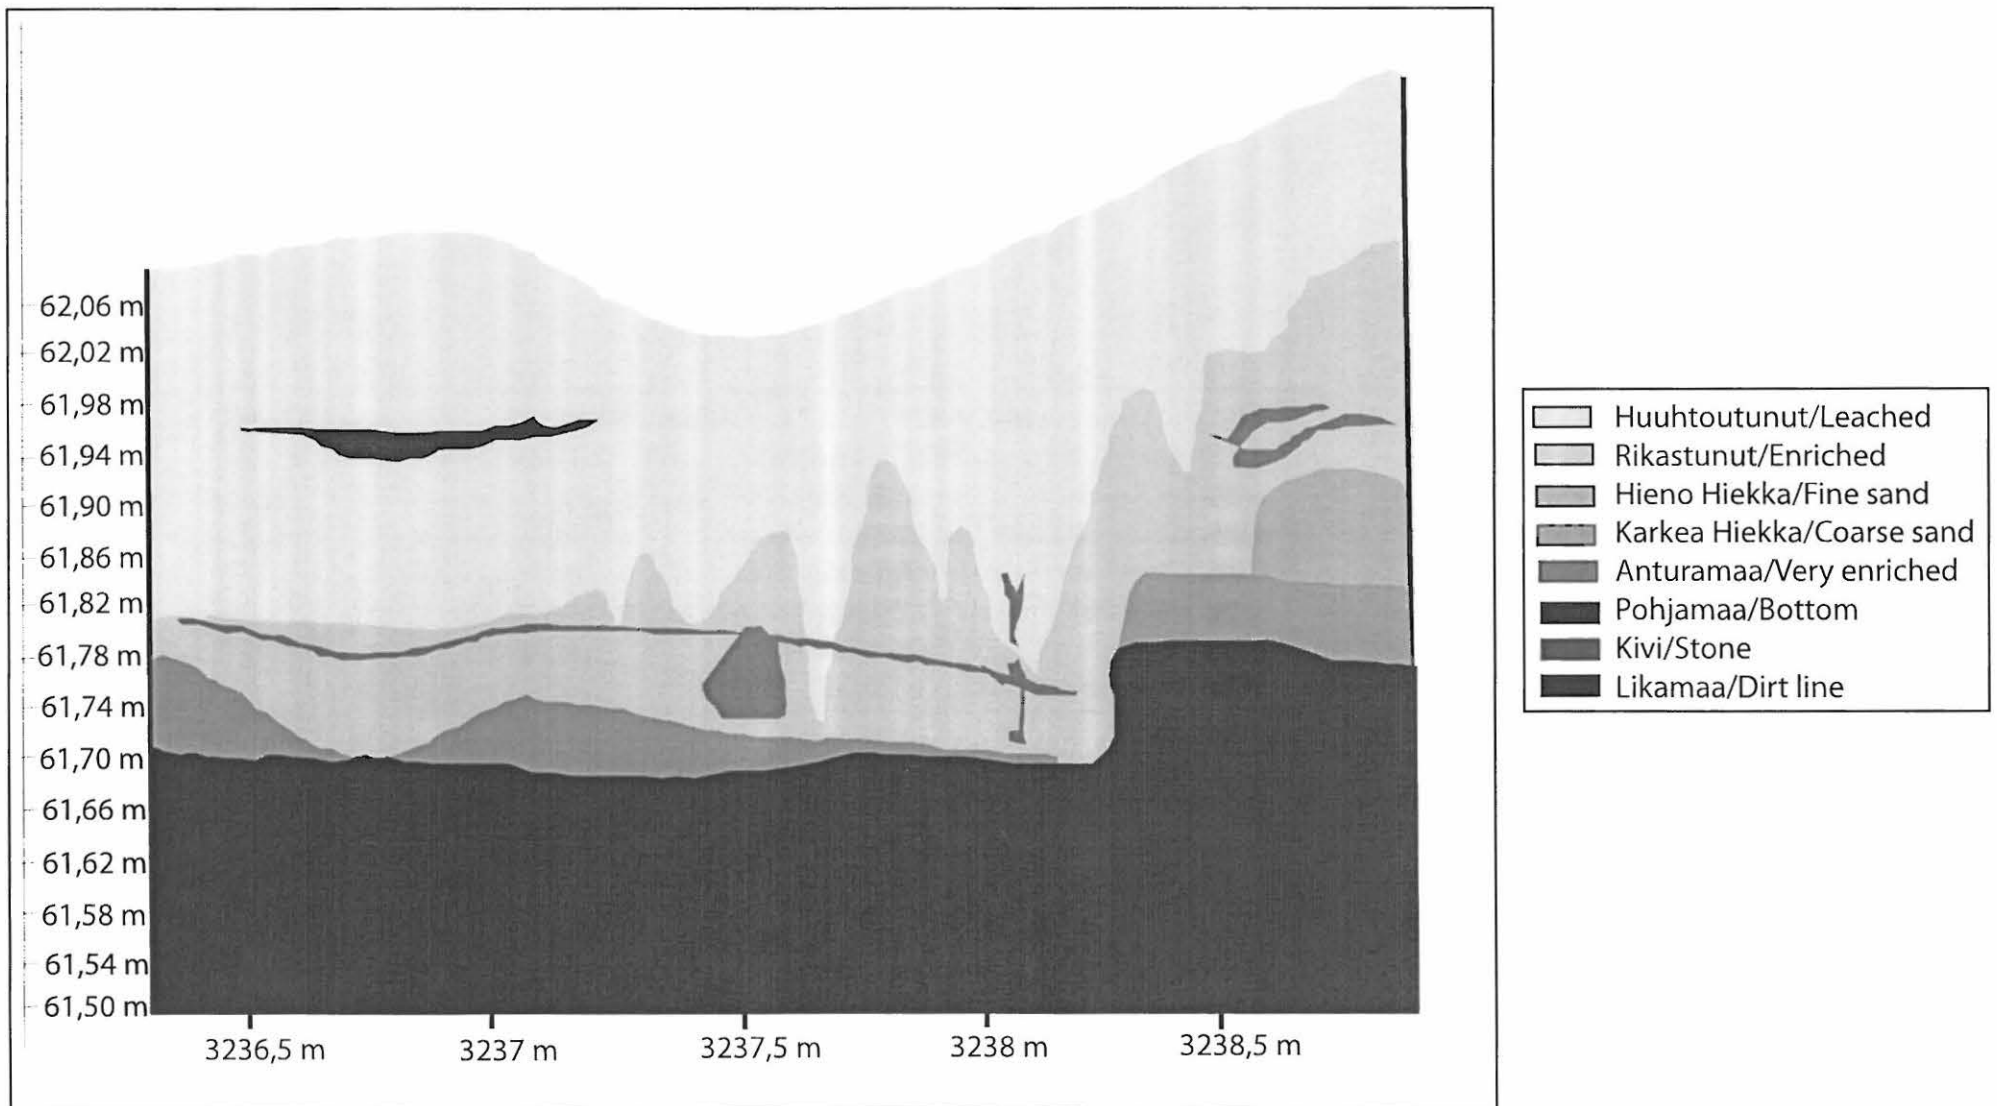 62,06 m
62,02 m
61,98 m
61,94 m
61,90 m
61,86 m
61,82 m
61,78 m
61,74 m
61,70 m
61,66 m
61,62 m
61,58 m
61,54 m
61,50 m
3236,5 m
3237 m
3237,5 m
3238 m
3238,5 m
Huuhtoutunut/Leached
Rikastunut/Enriched
Hieno Hiekka/Fine sand
Karkea Hiekka/Coarse sand
Anturamaa/Very enriched
Pohjamaa/Bottom
Kivi/Stone
Likamaa/Dirt line